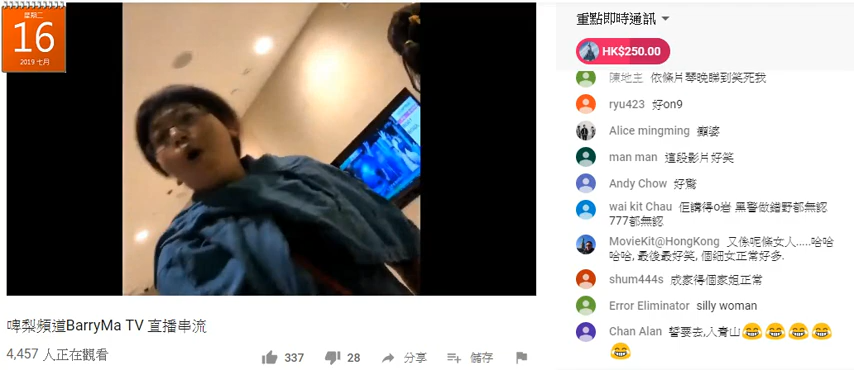 星期二
16
2019 七月
重點即時通訊
HK$250.00
陳地主 依條片琴晚睇到笑死我
ryu423 好on9
Alice mingming 癲婆
man man 這段影片好笑
Andy Chow 好驚
wai kit Chau 佢講得o岩 黑警做錯野都無認
777都無認
MovieKit@HongKong 又係呢條女人.....哈哈
哈哈, 最後最好笑, 個細女正常好多.
shum444s 成家得個家姐正常
Error Eliminator silly woman
Chan Alan 誓要去,入青山😂😂😂😂
😂
啤梨頻道BarryMa TV 直播串流
4,457 人正在觀看
337
28
分享
儲存